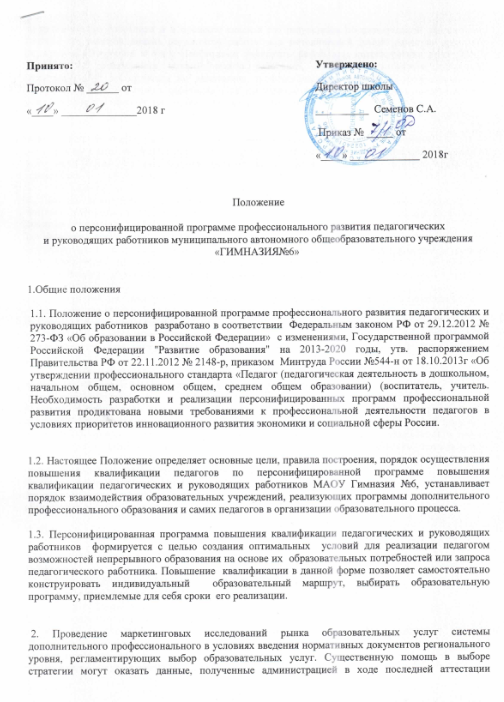 Принято:
Утверждено:
Протокол № 20 от
Директор школы
«10» 01 2018 г
Семенов С.А.
Приказ № от
«10» 01 2018г
Положение
о персонифицированной программе профессионального развития педагогических
и руководящих работников муниципального автономного общеобразовательного учреждения
«ГИМНАЗИЯ№6»
1.Общие положения
1.1. Положение о персонифицированной программе профессионального развития педагогических и
руководящих работников разработано в соответствии Федеральным законом РФ от 29.12.2012 №
273-ФЗ «Об образовании в Российской Федерации» с изменениями, Государственной программой
Российской Федерации "Развитие образования" на 2013-2020 годы, утв. распоряжением
Правительства РФ от 22.11.2012 № 2148-р, приказом Минтруда России №544-н от 18.10.2013г «Об
утверждении профессионального стандарта «Педагог (педагогическая деятельность в дошкольном,
начальном общем, основном общем, среднем общем образовании) (воспитатель, учитель.
Необходимость разработки и реализации персонифицированных программ профессиональной
развития продиктована новыми требованиями к профессиональной деятельности педагогов в
условиях приоритетов инновационного развития экономики и социальной сферы России.
1.2. Настоящее Положение определяет основные цели, правила построения, порядок осуществления
повышения квалификации педагогов по персонифицированной программе повышения
квалификации педагогических и руководящих работников МАОУ Гимназия №6, устанавливает
порядок взаимодействия образовательных учреждений, реализующих программы дополнительного
профессионального образования и самих педагогов в организации образовательного процесса.
1.3. Персонифицированная программа повышения квалификации педагогических и руководящих
работников формируется с целью создания оптимальных условий для реализации педагогом
возможностей непрерывного образования на основе их образовательных потребностей или запроса
педагогического работника. Повышение квалификации в данной форме позволяет самостоятельно
конструировать индивидуальный образовательный маршрут, выбирать образовательную
программу, приемлемые для себя сроки его реализации.
2. Проведение маркетинговых исследований рынка образовательных услуг системы
дополнительного профессионального в условиях введения нормативных документов регионального
уровня, регламентирующих выбор образовательных услуг. Существенную помощь в выборе
стратегии могут оказать данные, полученные администрацией в ходе последней аттестации